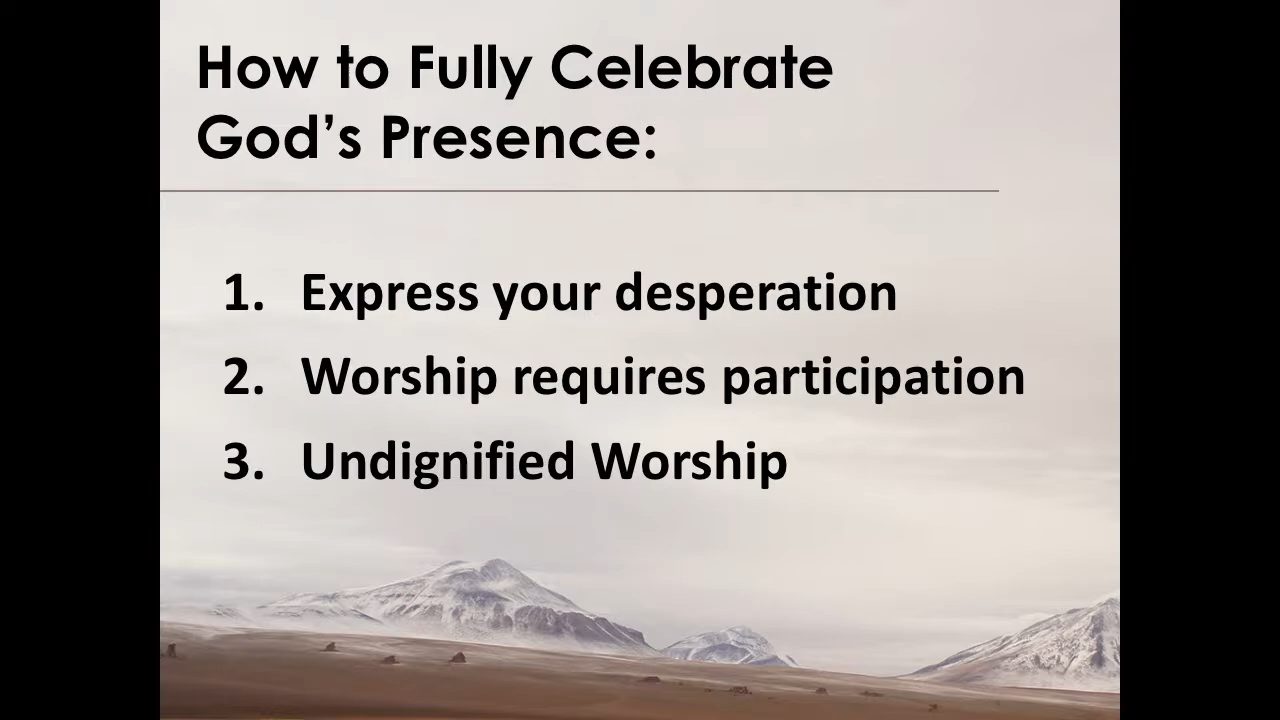 How to Fully Celebrate
God’s Presence:
1. Express your desperation
2. Worship requires participation
3. Undignified Worship